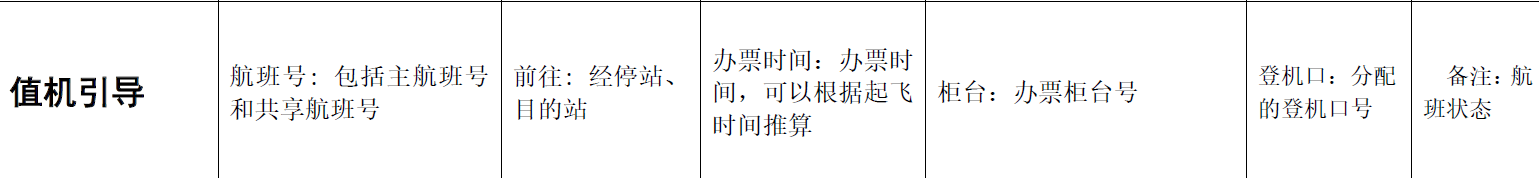 值机引导
航班号：包括主航班号
和共享航班号
前往：经停站、
目的站
办票时间：办票时
间，可以根据起飞
时间推算
柜台：办票柜台号
登机口：分配
的登机口号
备注：航
班状态